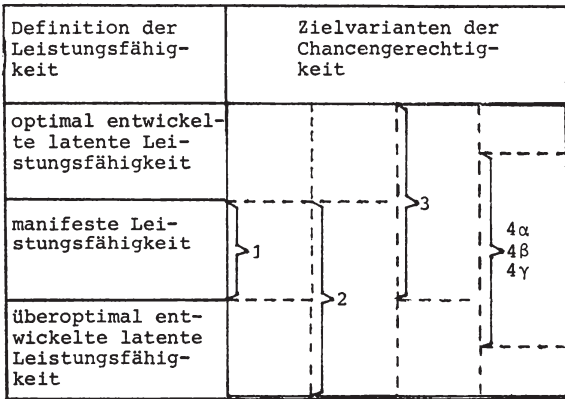 Definition der
Leistungsfähig-
keit
Zielvarianten der
Chancengerechtig-
keit
optimal entwickel-
te latente Lei-
stungsfähigkeit
manifeste Lei-
stungsfähigkeit
überoptimal ent-
wickelte latente
Leistungsfähig-
keit
1
2
3
4α
4β
4γ